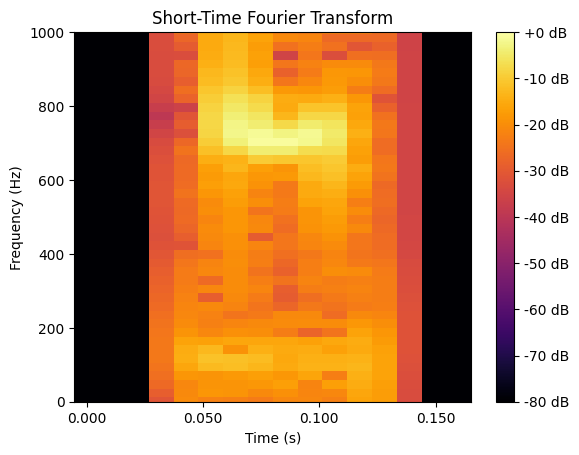 Short-Time Fourier Transform
1000
800
600
400
200
0
Frequency (Hz)
0.000
0.050
0.100
0.150
Time (s)
+0 dB
-10 dB
-20 dB
-30 dB
-40 dB
-50 dB
-60 dB
-70 dB
-80 dB